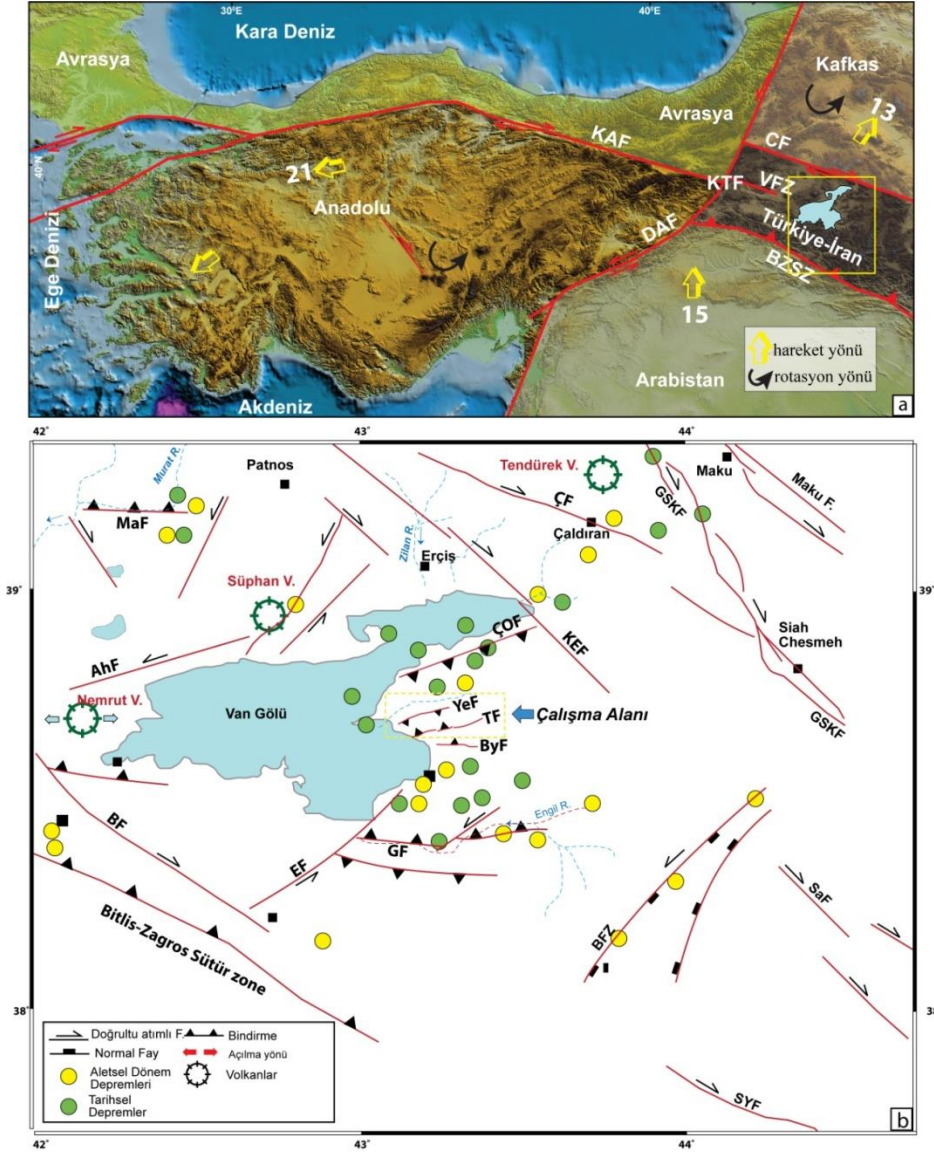 30°E
40°E
Kara Deniz
Avrasya
Kafkas
13
Avrasya
KAF
CF
40°N
21
KTF
VFZ
Anadolu
DAF
Türkiye-İran
Ege Denizi
BZSZ
15
hareket yönü
rotasyon yönü
Arabistan
Akdeniz
a
42
43
44
Murat R.
Patnos
Tendürek V.
Maku
GSKF
Maku F.
MaF
ÇF
Zilan R.
Çaldıran
Erçiş
39
39
Süphan V.
ÇOF
KEF
Siah
Chesmeh
AhF
Nemrut V.
Van Gölü
YeF
TF
Çalışma Alanı
GSKF
ByF
Engil R.
BF
GF
EF
SaF
Bitlis-Zagros Sütür zone
BFZ
38
38
Doğrultu atımlı F.
Bindirme
Normal Fay
Açılma yönü
Aletsel Dönem
Depremleri
Volkanlar
Tarihsel
Depremler
SYF
b
42
43
44